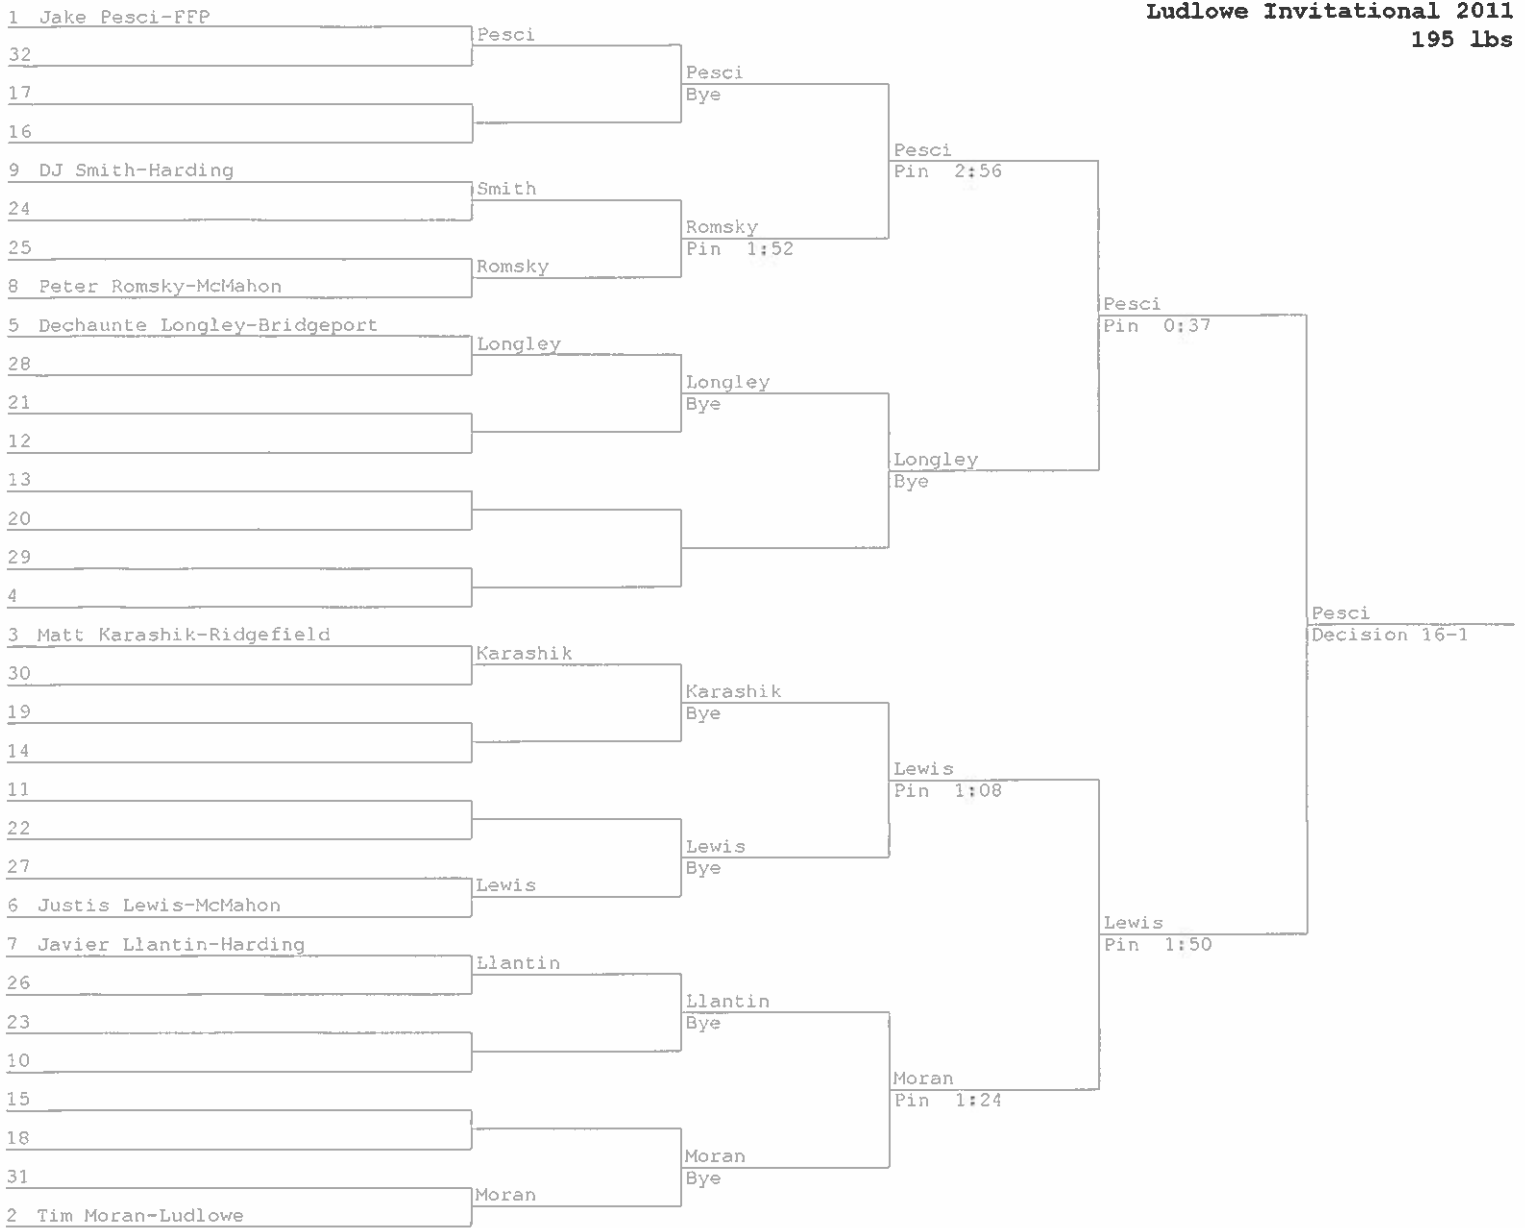 Ludlowe Invitational 2011
195 lbs
1 Jake Pesci-FFP
32
17
16
9 DJ Smith-Harding
24
25
8 Peter Romsky-McMahon
5 Dechaunte Longley-Bridgeport
28
21
12
13
20
29
4
3 Matt Karashik-Ridgefield
30
19
14
11
22
27
6 Justis Lewis-McMahon
7 Javier Llantin-Harding
26
23
10
15
18
31
2 Tim Moran-Ludlowe
Pesci
Smith
Romsky
Longley
Karashik
Lewis
Llantin
Moran
Pesci
Bye
Romsky
Pin 1:52
Longley
Bye
Karashik
Bye
Lewis
Bye
Llantin
Bye
Moran
Bye
Pesci
Pin 2:56
Longley
Bye
Lewis
Pin 1:08
Moran
Pin 1:24
Pesci
Pin 0:37
Lewis
Pin 1:50
Pesci
Decision 16-1